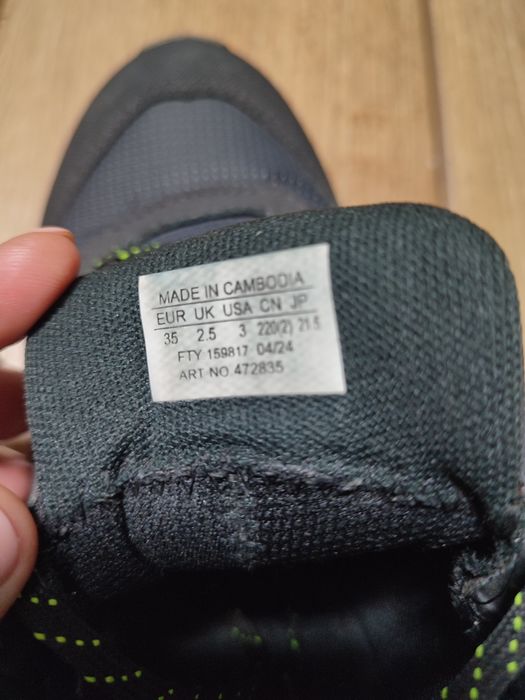 MADE IN CAMBODIA
EUR UK USA CN JP
35 2.5 3 220(2) 21.5
FTY 159817 04/24
ART NO 472835